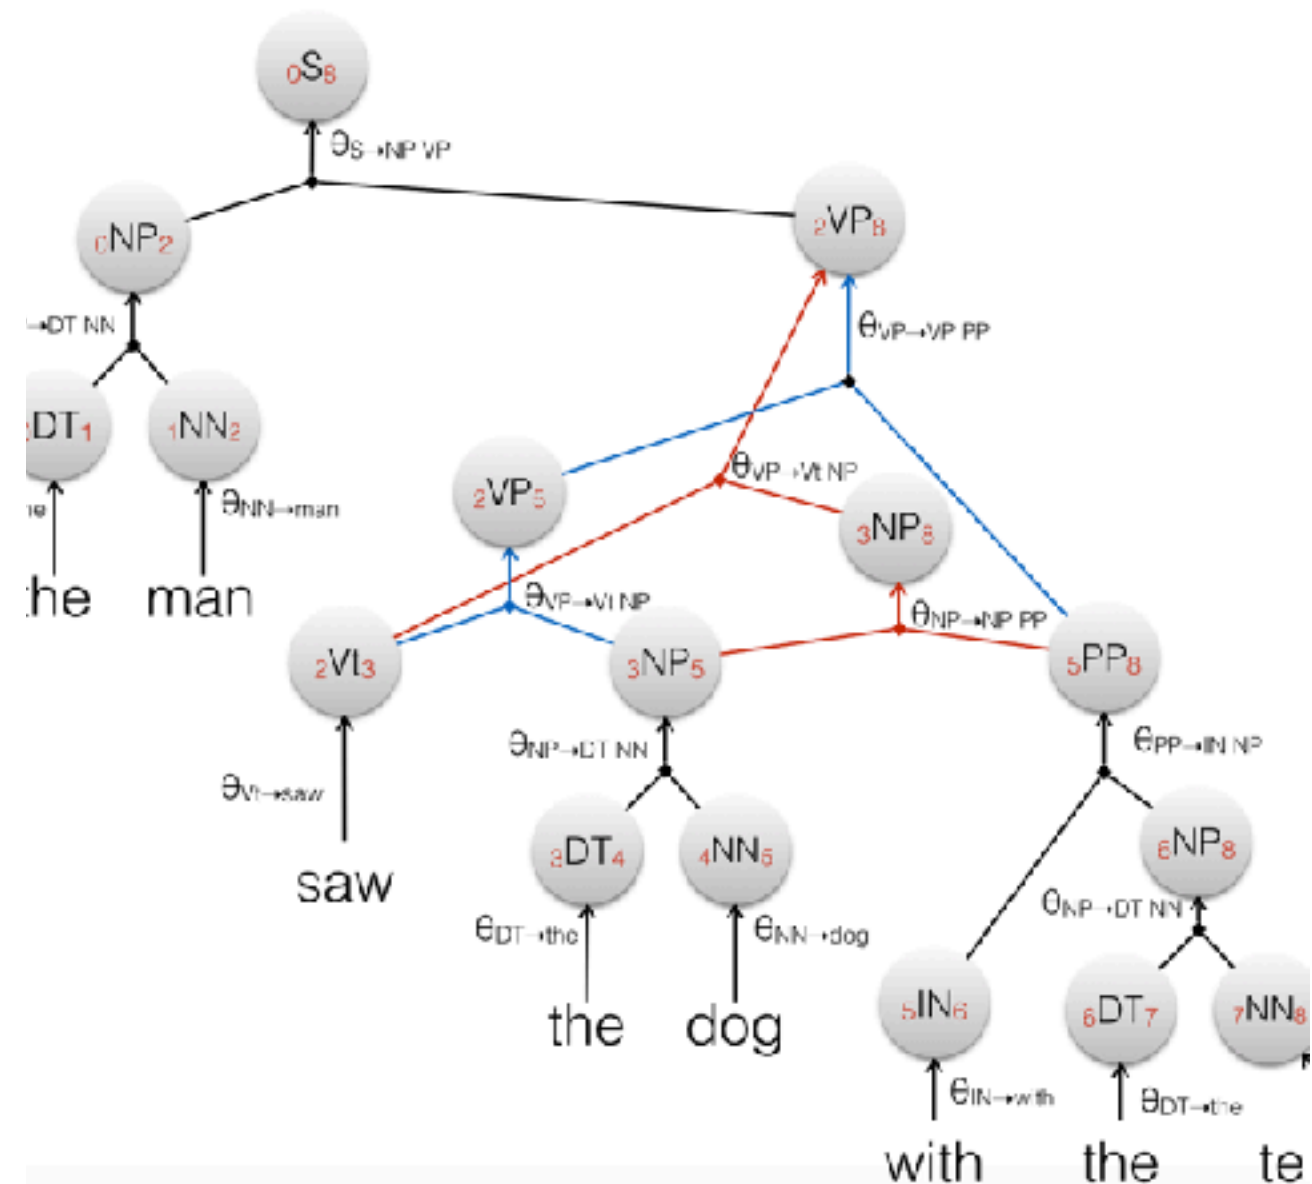 0S8
θS→NP VP
0NP2
2VP8
→DT NN
θVP→VP PP
DT1
1NN2
θVP→Vt NP
2VP5
3NP8
θNN→man
the man
θVP→Vt NP
θNP→NP PP
2Vt3
3NP5
5PP8
θNP→DT NN
θPP→IN NP
θVt→saw
3DT4
4NN5
6NP8
saw
θNP→DT NN
θDT→the
θNN→dog
5IN6
6DT7
7NN8
the dog
θIN→with
θDT→the
with the te